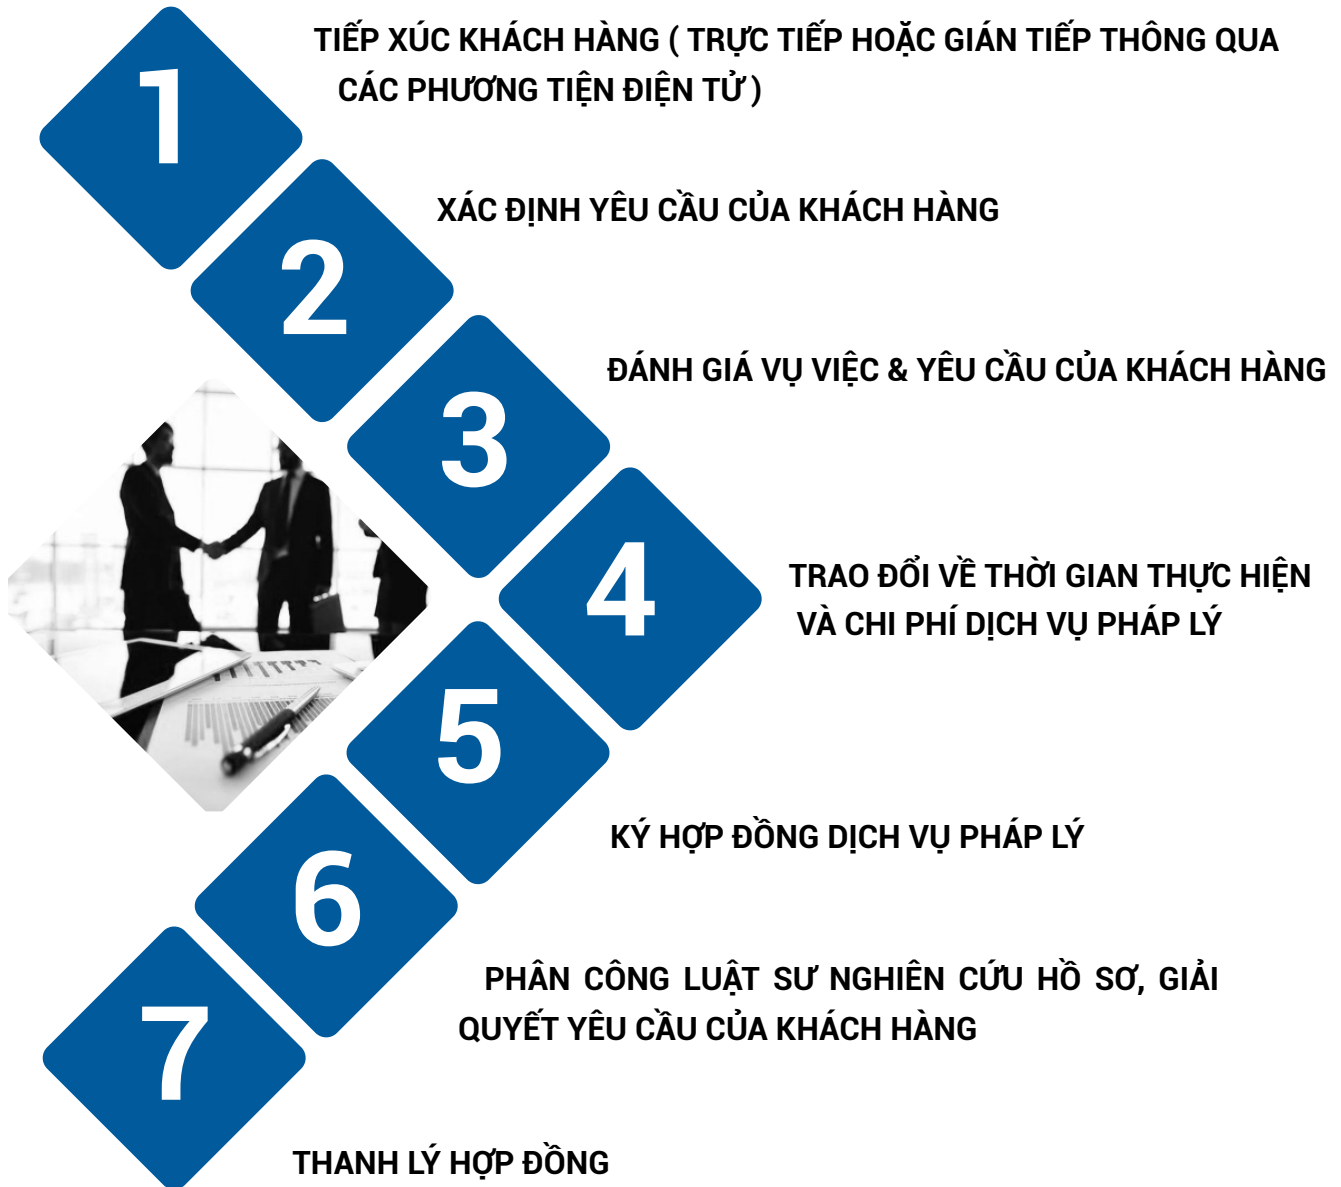 1
TIẾP XÚC KHÁCH HÀNG ( TRỰC TIẾP HOẶC GIÁN TIẾP THÔNG QUA
CÁC PHƯƠNG TIỆN ĐIỆN TỬ )
2
XÁC ĐỊNH YÊU CẦU CỦA KHÁCH HÀNG
3
ĐÁNH GIÁ VỤ VIỆC & YÊU CẦU CỦA KHÁCH HÀNG
4
TRAO ĐỔI VỀ THỜI GIAN THỰC HIỆN
VÀ CHI PHÍ DỊCH VỤ PHÁP LÝ
5
KÝ HỢP ĐỒNG DỊCH VỤ PHÁP LÝ
6
PHÂN CÔNG LUẬT SƯ NGHIÊN CỨU HỒ SƠ, GIẢI
QUYẾT YÊU CẦU CỦA KHÁCH HÀNG
7
THANH LÝ HỢP ĐỒNG